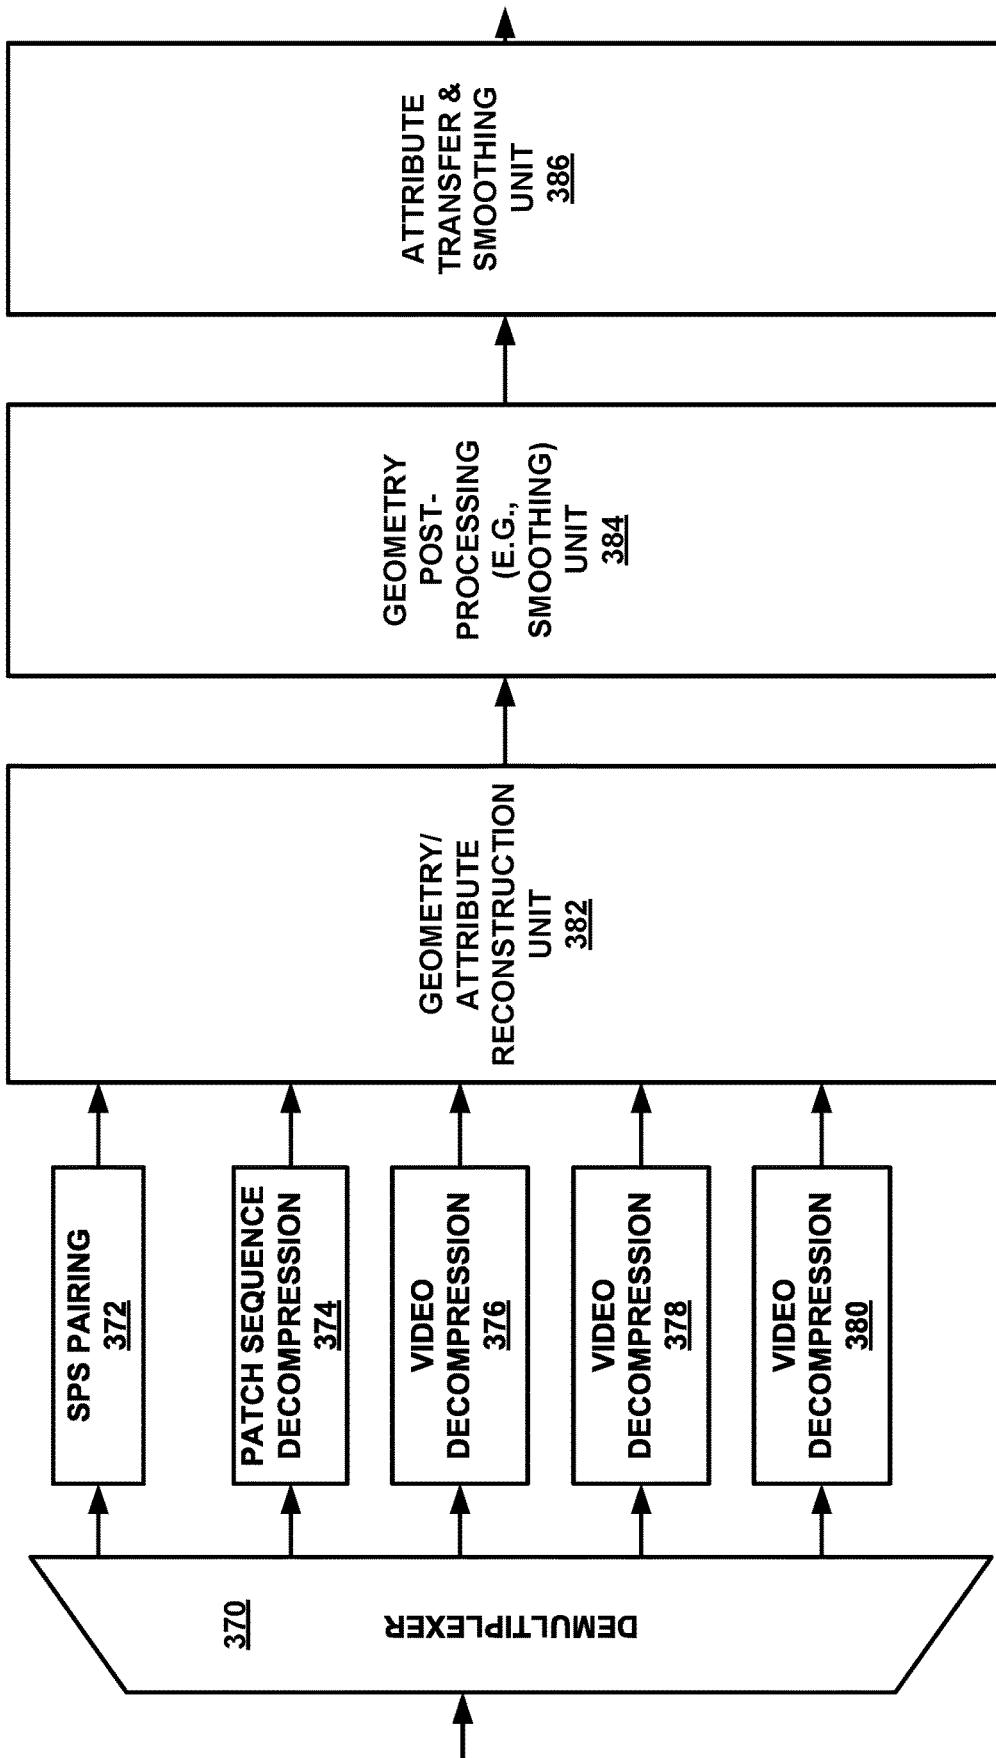 370
DEMULTIPLEXER
SPS PAIRING
372
PATCH SEQUENCE
DECOMPRESSION
374
VIDEO
DECOMPRESSION
376
VIDEO
DECOMPRESSION
378
VIDEO
DECOMPRESSION
380
GEOMETRY/
ATTRIBUTE
RECONSTRUCTION
UNIT
382
GEOMETRY
POST-
PROCESSING
(E.G.,
SMOOTHING)
UNIT
384
ATTRIBUTE
TRANSFER &
SMOOTHING
UNIT
386